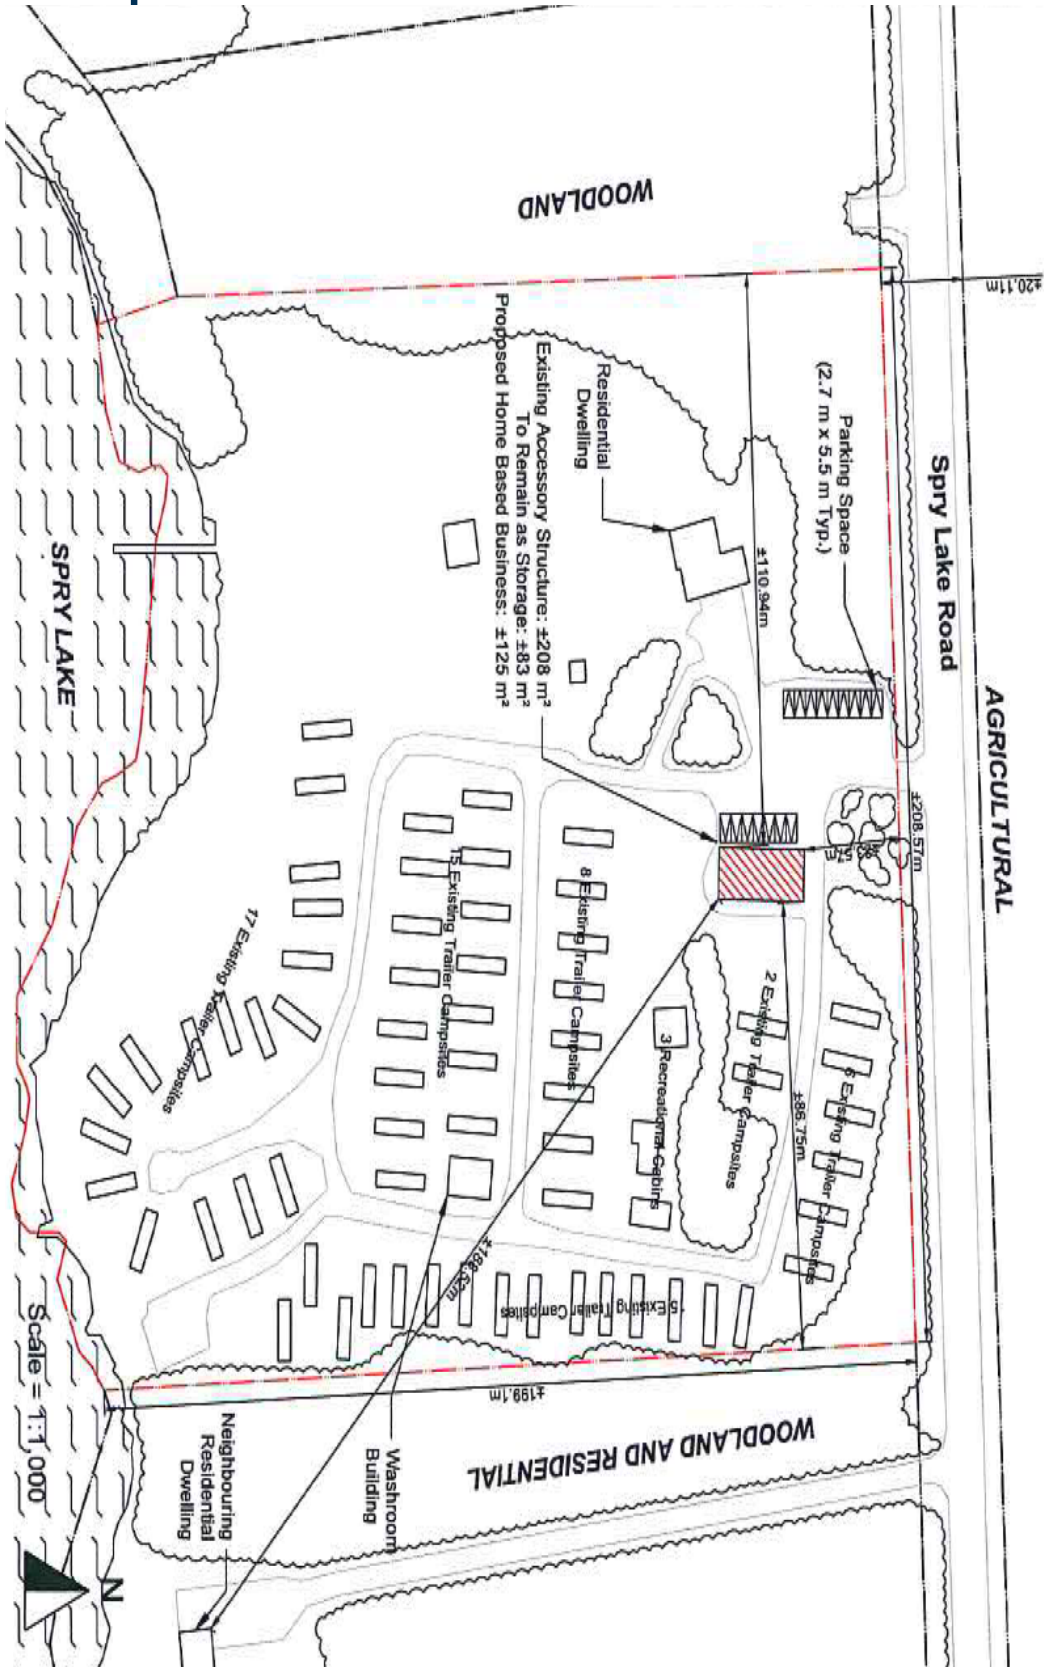 WOODLAND
±20.11m
Spry Lake Road
AGRICULTURAL
Parking Space
(2.7 m x 5.5 m Typ.)
Residential
Dwelling
Existing Accessory Structure: ±208 m²
To Remain as Storage: ±83 m²
Proposed Home Based Business: ±125 m²
±110.94m
±208.57m
SPRY LAKE
17 Existing Trailer Campsites
15 Existing Trailer Campsites
8 Existing Trailer Campsites
3 Recreational Cabins
2 Existing Trailer Campsites
6 Existing Trailer Campsites
±86.75m
15 Existing Trailer Campsites
±199.1m
WOODLAND AND RESIDENTIAL
Washroom
Building
Neighbouring
Residential
Dwelling
Scale = 1:1,000
N